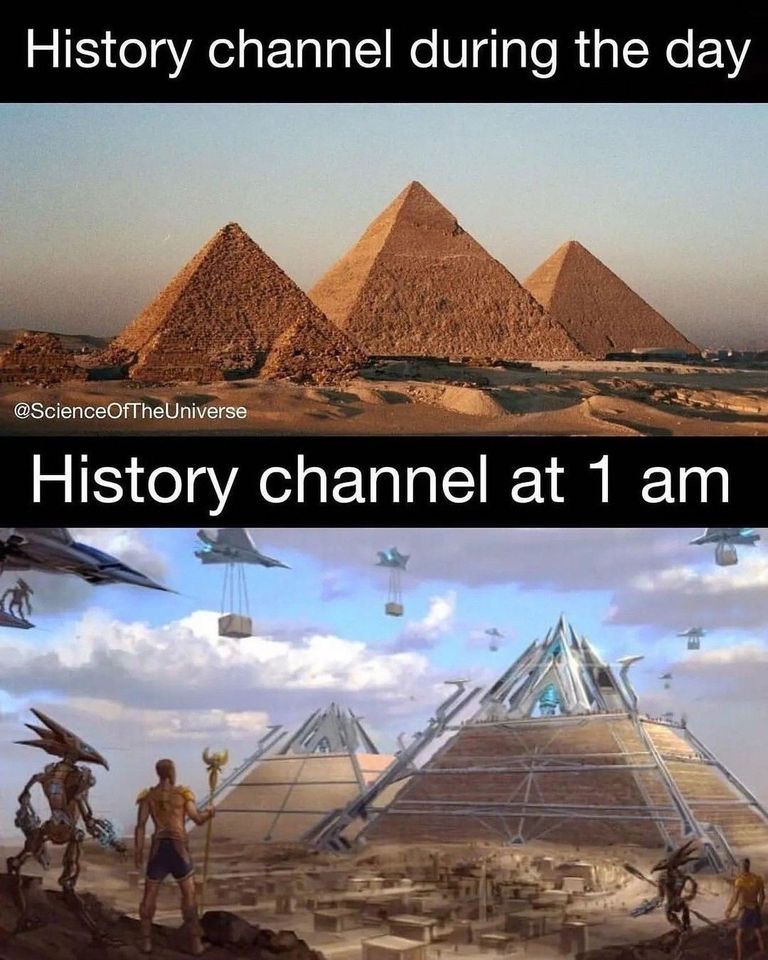 History channel during the day
@ScienceOfTheUniverse
History channel at 1 am